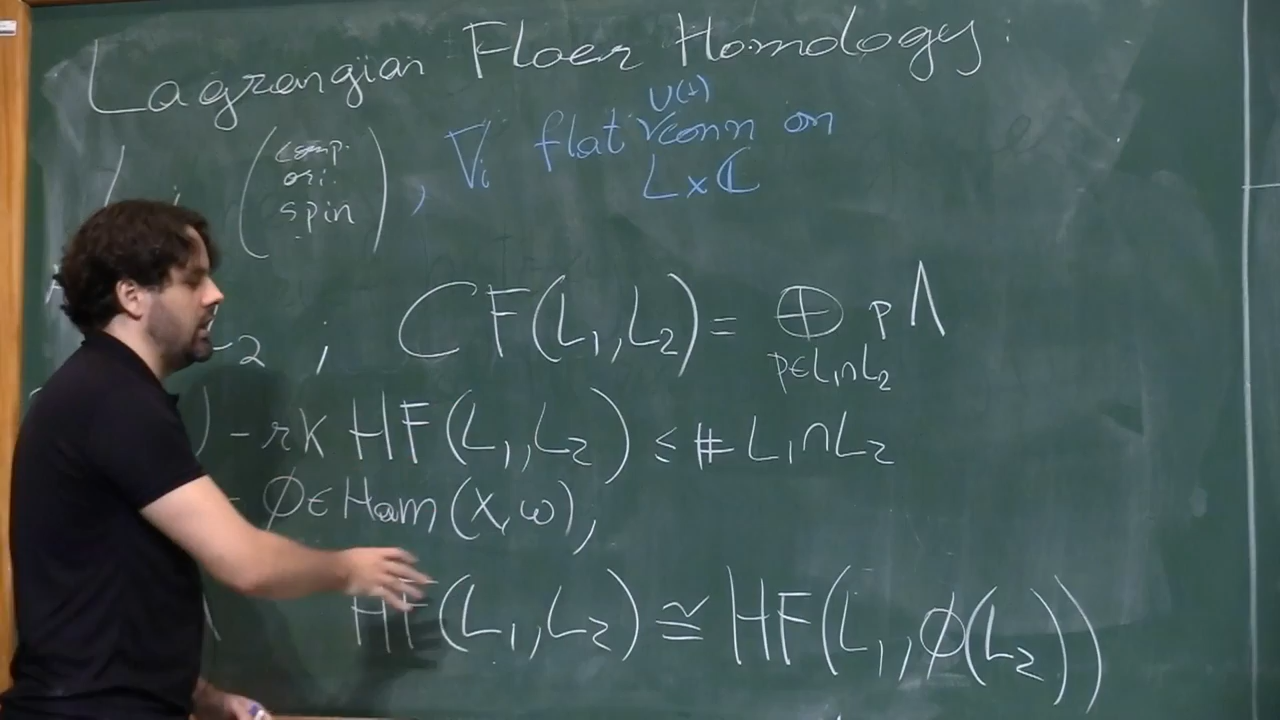 Lagrangian Floer Homology:
L i (comp. ori. spin), ∇i flat U(1) conn on
L×ℂ
2 ; CF(L1,L2) = ⊕ p Λ
p∈L1∩L2
) - rk HF(L1,L2) ≤ # L1∩L2
- ϕ∈Ham(X,ω),
HF(L1,L2) ≅ HF(L1,ϕ(L2))